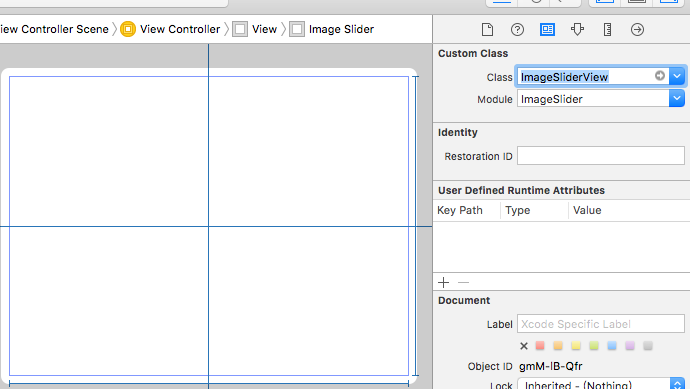 iew Controller Scene View Controller View Image Slider
Custom Class
Class ImageSliderView
Module ImageSlider
Identity
Restoration ID
User Defined Runtime Attributes
Key Path Type Value
Document
Label Xcode Specific Label
Object ID gmM-lB-Qfr
Lock Inherited - (Nothing)